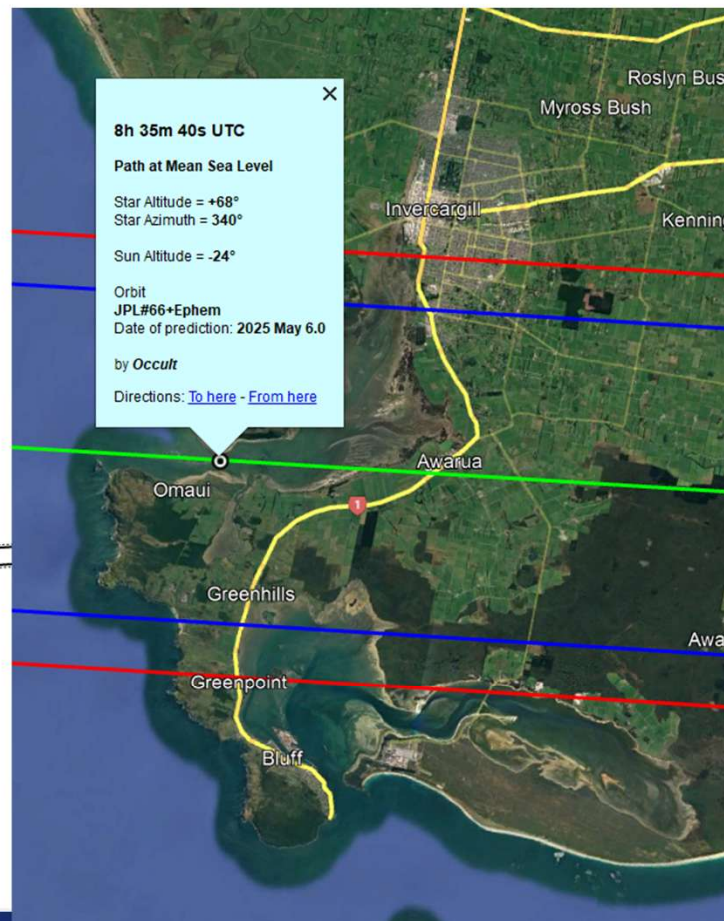 Roslyn Bus
Myross Bush
×
8h 35m 40s UTC
Path at Mean Sea Level
Star Altitude = +68°
Star Azimuth = 340°
Sun Altitude = -24°
Orbit
JPL#66+Ephem
Date of prediction: 2025 May 6.0
by Occult
Directions: To here - From here
Invercargill
Kenning
Awarua
Omaui
1
Greenhills
Awa
Greenpoint
Bluff